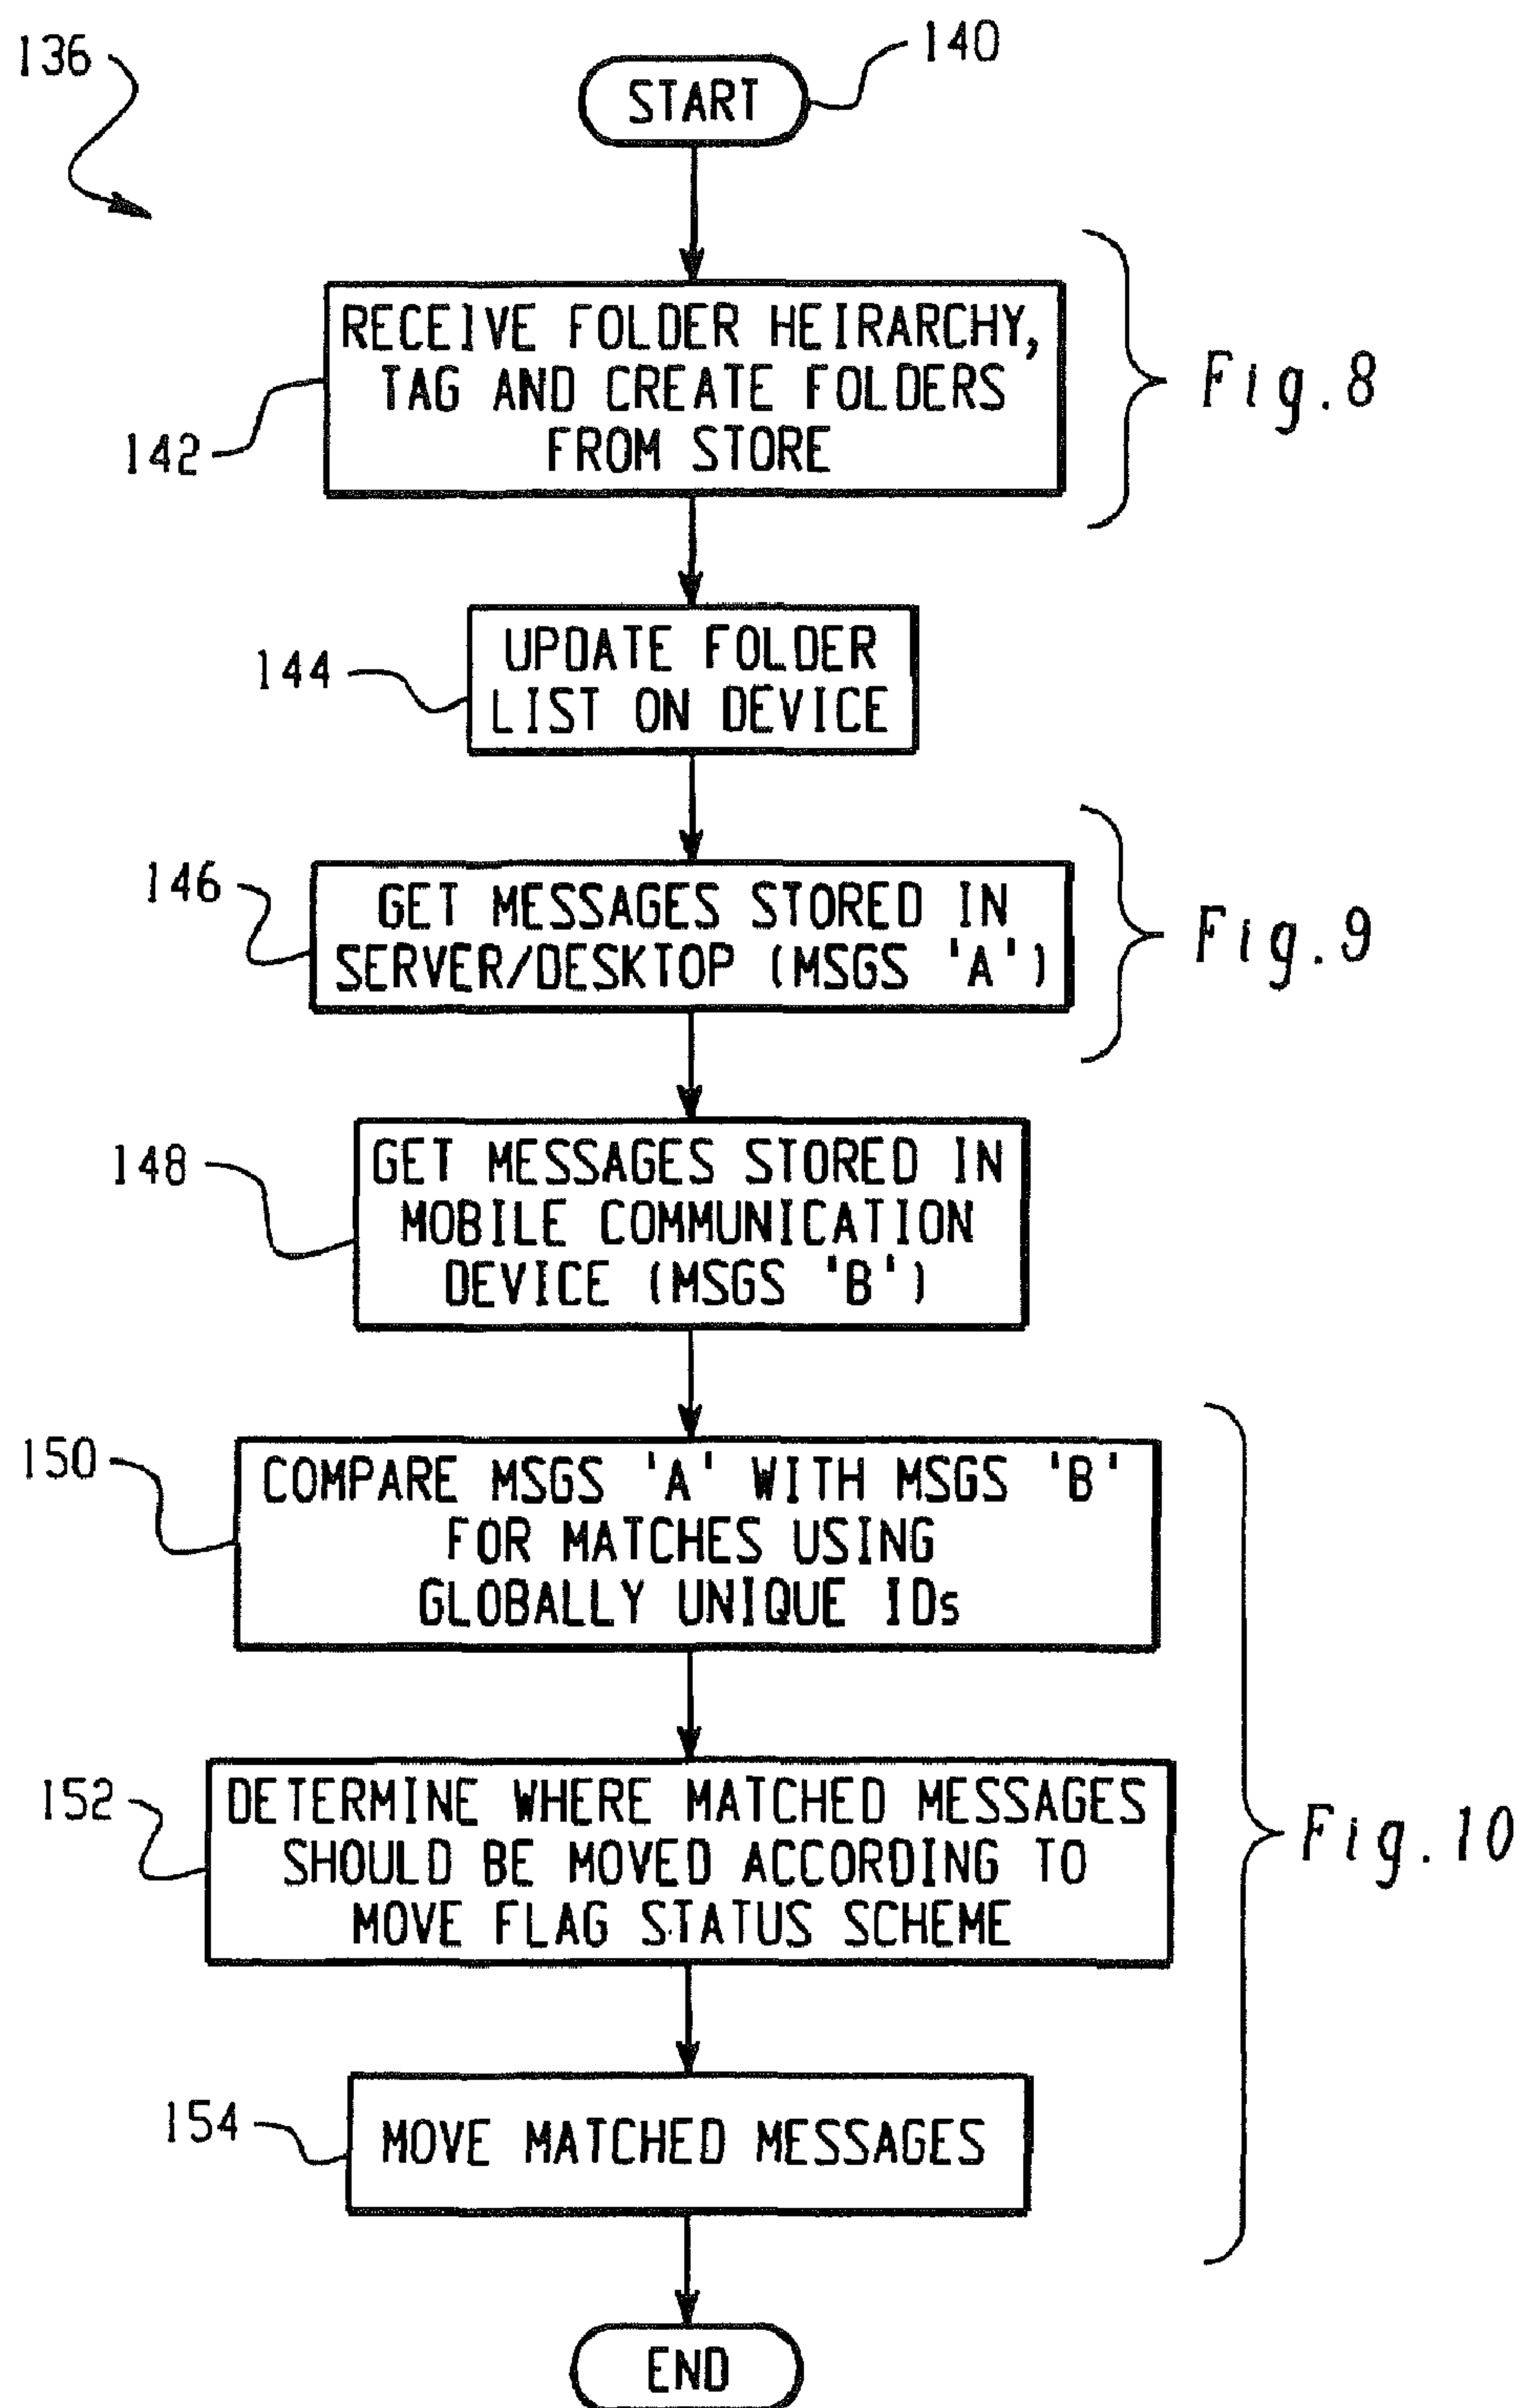 136
START
140
RECEIVE FOLDER HEIRARCHY,
TAG AND CREATE FOLDERS
FROM STORE
142
Fig.8
UPDATE FOLDER
LIST ON DEVICE
144
GET MESSAGES STORED IN
SERVER/DESKTOP (MSGS 'A')
146
Fig.9
GET MESSAGES STORED IN
MOBILE COMMUNICATION
DEVICE (MSGS 'B')
148
COMPARE MSGS 'A' WITH MSGS 'B'
FOR MATCHES USING
GLOBALLY UNIQUE IDs
150
DETERMINE WHERE MATCHED MESSAGES
SHOULD BE MOVED ACCORDING TO
MOVE FLAG STATUS SCHEME
152
Fig.10
MOVE MATCHED MESSAGES
154
END